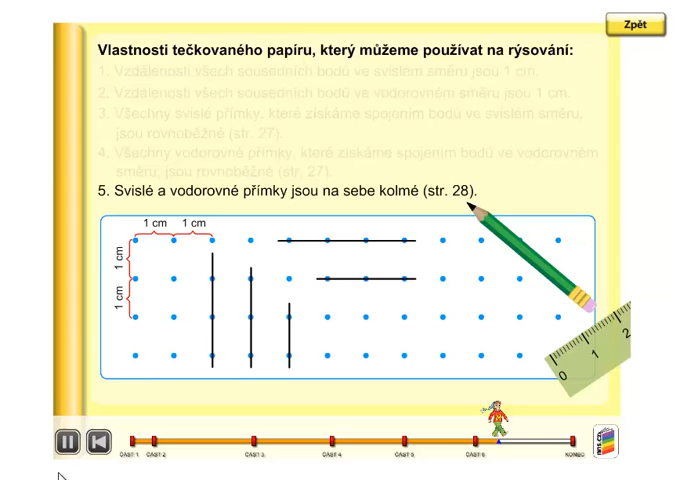 Zpět
Vlastnosti tečkovaného papíru, který můžeme používat na rýsování:
1. Vzdálenosti všech sousedních bodů ve svislém směru jsou 1 cm.
2. Vzdálenosti všech sousedních bodů ve vodorovném směru jsou 1 cm.
3. Všechny svislé přímky, které získáme spojením bodů ve svislém směru,
jsou rovnoběžné (str. 27).
4. Všechny vodorovné přímky, které získáme spojením bodů ve vodorovném
směru, jsou rovnoběžné (str. 27).
5. Svislé a vodorovné přímky jsou na sebe kolmé (str. 28).
1 cm 1 cm
1 cm
1 cm
0 1 2
ČÁST 1 ČÁST 2 ČÁST 3 ČÁST 4 ČÁST 5 ČÁST 6 KONEC